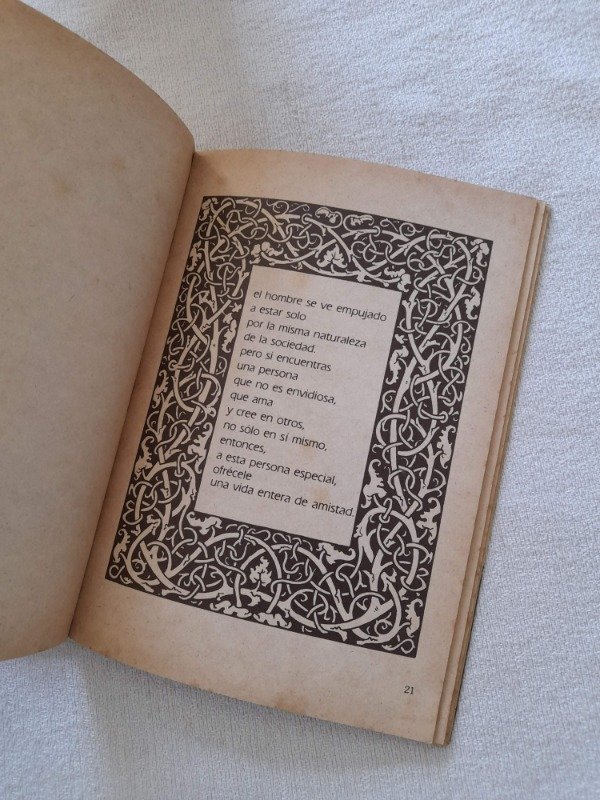 el hombre se ve empujado
a estar solo
por la misma naturaleza
de la sociedad.
pero si encuentras
una persona
que no es envidiosa,
que ama
y cree en otros,
no sólo en sí mismo,
entonces,
a esta persona especial,
ofrécele
una vida entera de amistad.
21